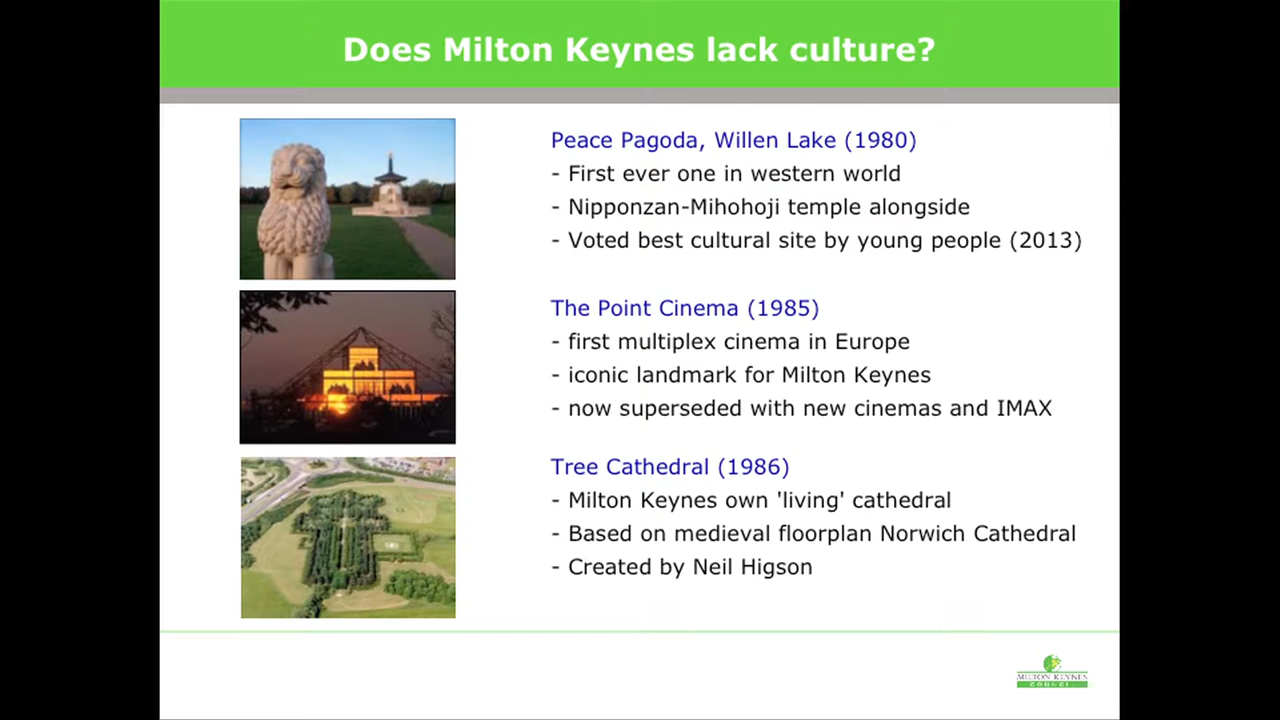 Does Milton Keynes lack culture?
Peace Pagoda, Willen Lake (1980)
- First ever one in western world
- Nipponzan-Mihohoji temple alongside
- Voted best cultural site by young people (2013)
The Point Cinema (1985)
- first multiplex cinema in Europe
- iconic landmark for Milton Keynes
- now superseded with new cinemas and IMAX
Tree Cathedral (1986)
- Milton Keynes own 'living' cathedral
- Based on medieval floorplan Norwich Cathedral
- Created by Neil Higson
MILTON KEYNES
COUNCIL